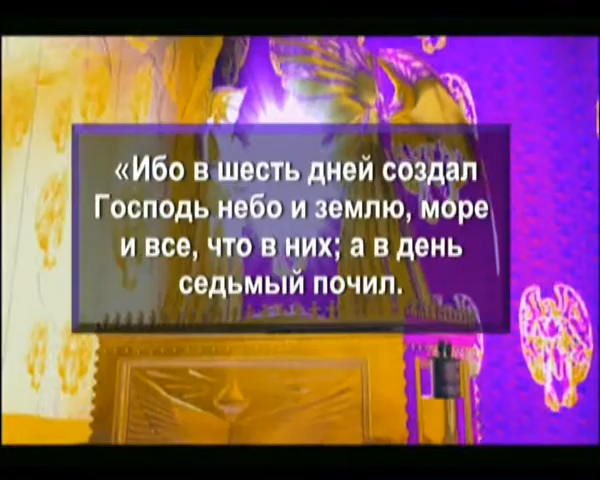 «Ибо в шесть дней создал
Господь небо и землю, море
и все, что в них; а в день
седьмый почил.